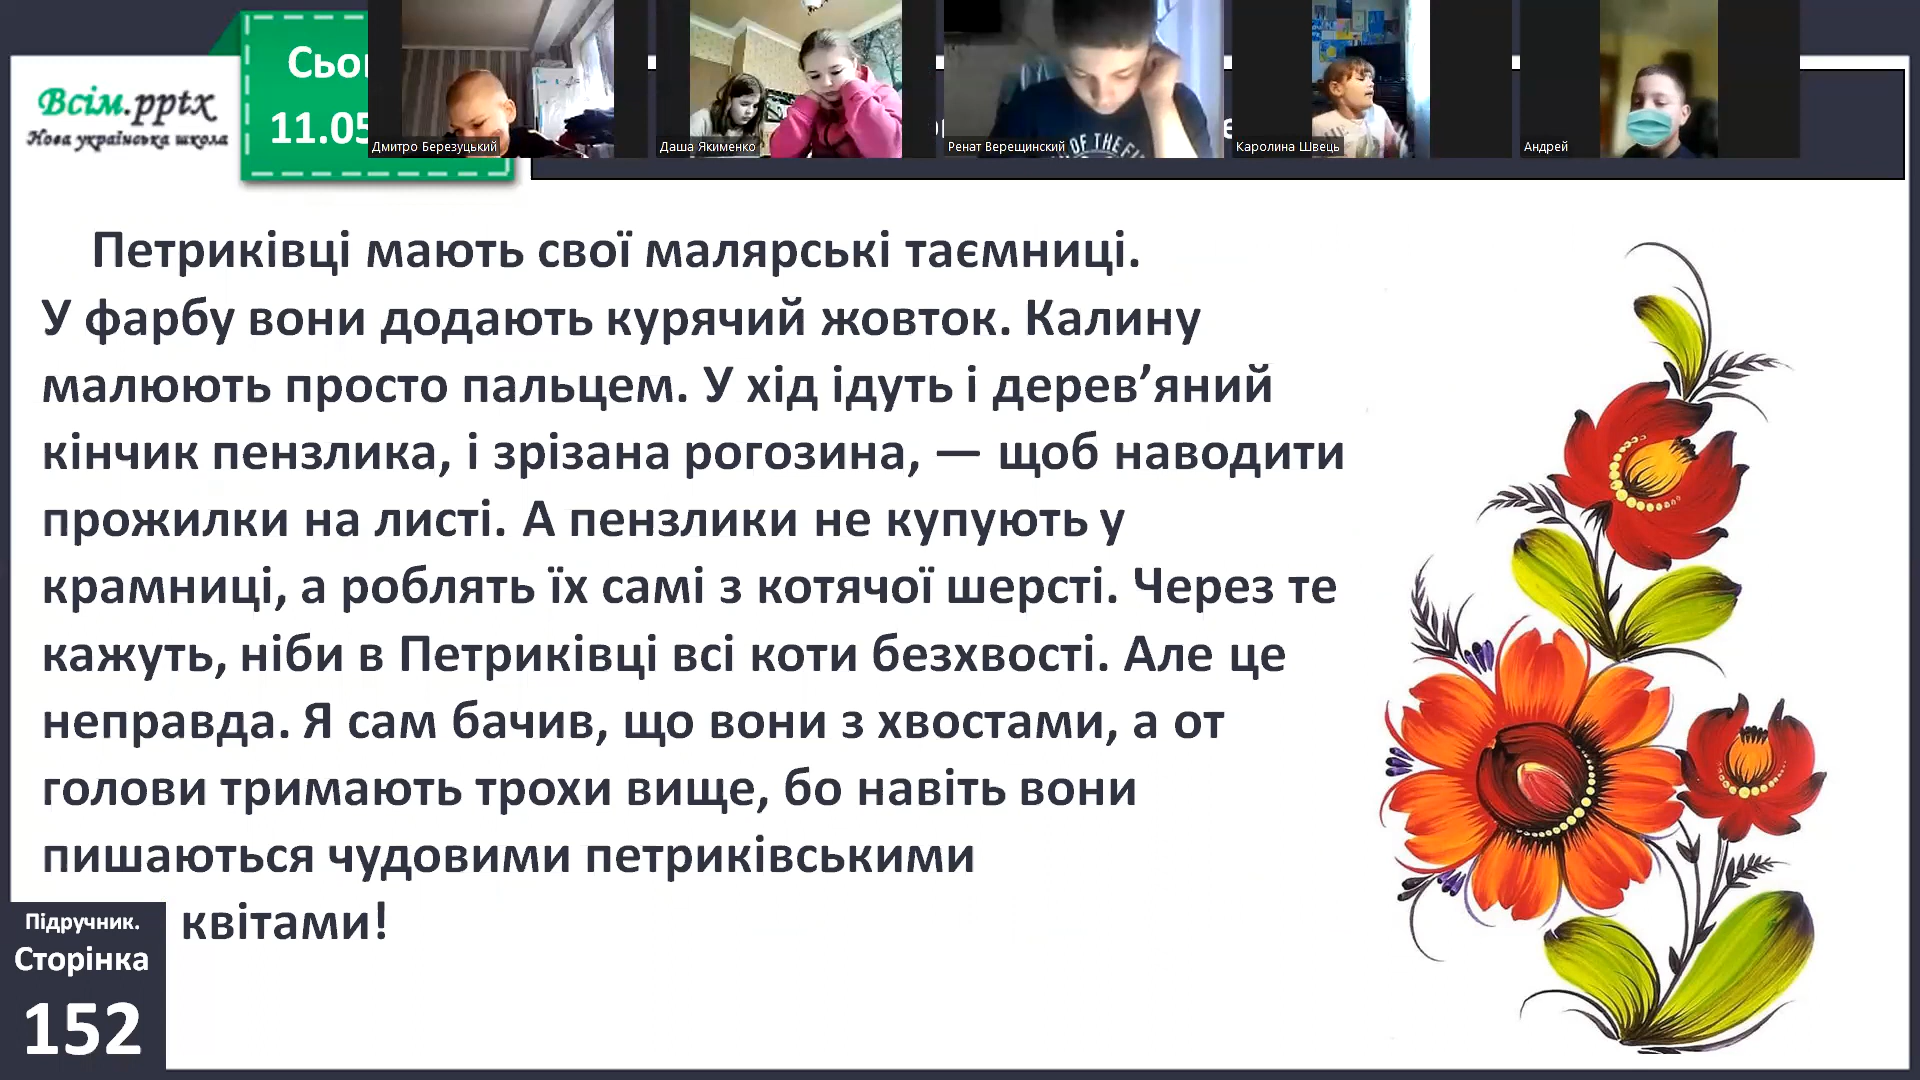 Всім.pptx
Нова українська школа
11.05
Дмитро Березуцький
Даша Якименко
Ренат Верещинский
Каролина Швець
Андрей
OF THE
Петриківці мають свої малярські таємниці.
У фарбу вони додають курячий жовток. Калину
малюють просто пальцем. У хід ідуть і дерев’яний
кінчик пензлика, і зрізана рогозина, — щоб наводити
прожилки на листі. А пензлики не купують у
крамниці, а роблять їх самі з котячої шерсті. Через те
кажуть, ніби в Петриківці всі коти безхвості. Але це
неправда. Я сам бачив, що вони з хвостами, а от
голови тримають трохи вище, бо навіть вони
пишаються чудовими петриківськими
квітами!
Підручник.
Сторінка
152